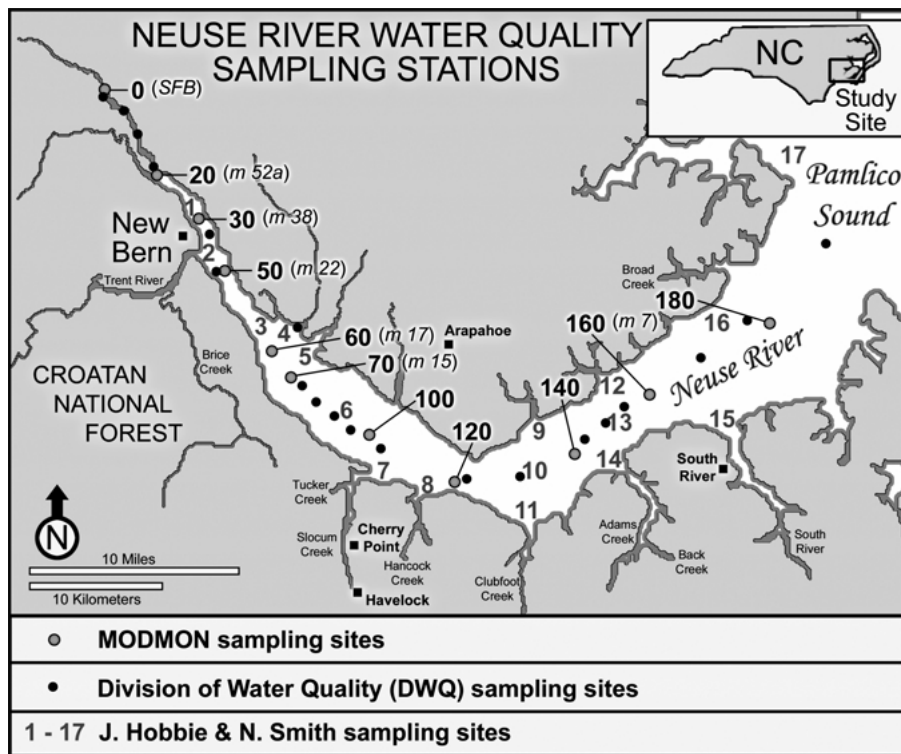 NEUSE RIVER WATER QUALITY
SAMPLING STATIONS
NC
Study
Site
0 (SFB)
20 (m 52a)
17
Pamlico
Sound
1
30 (m 38)
New
Bern
2
50 (m 22)
Trent River
Broad
Creek
180
16
3
4
60 (m 17)
Arapahoe
160 (m 7)
5
70 (m 15)
Neuse River
Brice
Creek
CROATAN
NATIONAL
FOREST
12
140
6
100
9
13
15
120
14
South
River
7
10
8
11
Tucker
Creek
N
Slocum
Creek
Cherry
Point
Hancock
Creek
Adams
Creek
Back
Creek
South
River
10 Miles
10 Kilometers
Clubfoot
Creek
Havelock
MODMON sampling sites
Division of Water Quality (DWQ) sampling sites
1 - 17 J. Hobbie & N. Smith sampling sites